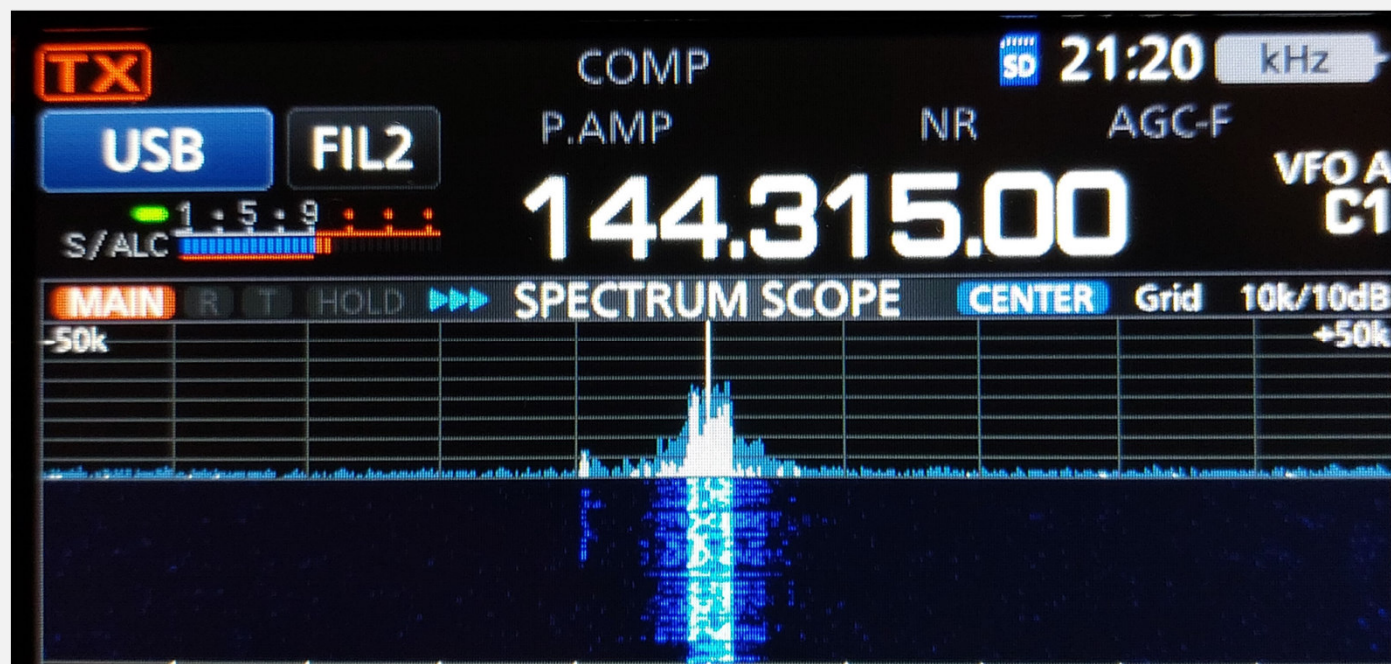 TX COMP SD 21:20 kHz
USB FIL2 P.AMP NR AGC-F
144.315.00 VFO A
C1
1 . 5 . 9
S/ALC
MAIN R T HOLD SPECTRUM SCOPE CENTER Grid 10k/10dB
-50k +50k